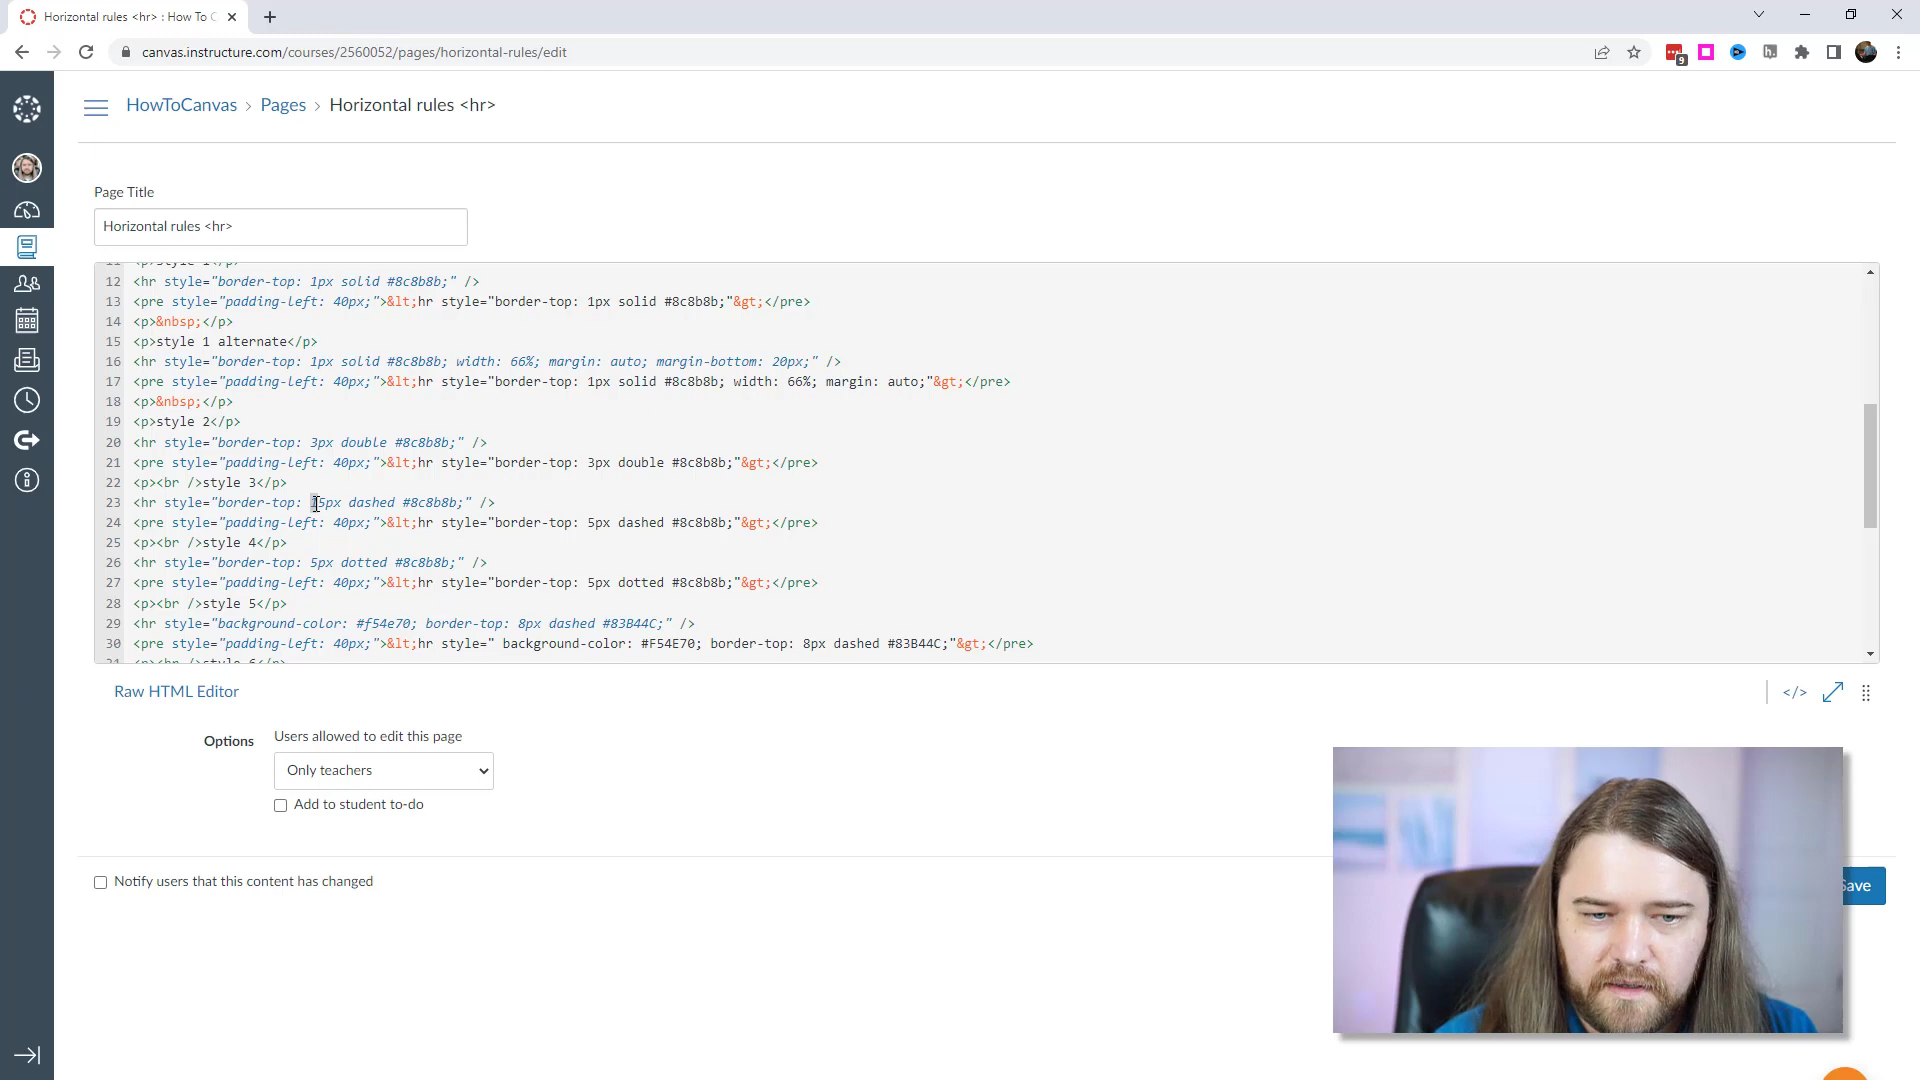 Horizontal rules <hr> : How To C
canvas.instructure.com/courses/2560052/pages/horizontal-rules/edit
9
HowToCanvas > Pages > Horizontal rules <hr>
Page Title
Horizontal rules <hr>
11 <p>style 1</p>
12 <hr style="border-top: 1px solid #8c8b8b;" />
13 <pre style="padding-left: 40px;">&lt;hr style="border-top: 1px solid #8c8b8b;"&gt;</pre>
14 <p>&nbsp;</p>
15 <p>style 1 alternate</p>
16 <hr style="border-top: 1px solid #8c8b8b; width: 66%; margin: auto; margin-bottom: 20px;" />
17 <pre style="padding-left: 40px;">&lt;hr style="border-top: 1px solid #8c8b8b; width: 66%; margin: auto;"&gt;</pre>
18 <p>&nbsp;</p>
19 <p>style 2</p>
20 <hr style="border-top: 3px double #8c8b8b;" />
21 <pre style="padding-left: 40px;">&lt;hr style="border-top: 3px double #8c8b8b;"&gt;</pre>
22 <p><br />style 3</p>
23 <hr style="border-top: 15px dashed #8c8b8b;" />
24 <pre style="padding-left: 40px;">&lt;hr style="border-top: 5px dashed #8c8b8b;"&gt;</pre>
25 <p><br />style 4</p>
26 <hr style="border-top: 5px dotted #8c8b8b;" />
27 <pre style="padding-left: 40px;">&lt;hr style="border-top: 5px dotted #8c8b8b;"&gt;</pre>
28 <p><br />style 5</p>
29 <hr style="background-color: #f54e70; border-top: 8px dashed #83B44C;" />
30 <pre style="padding-left: 40px;">&lt;hr style=" background-color: #F54E70; border-top: 8px dashed #83B44C;"&gt;</pre>
31 <p><br />style 6</p>
Raw HTML Editor
</>
Options
Users allowed to edit this page
Only teachers
Add to student to-do
Notify users that this content has changed
Save